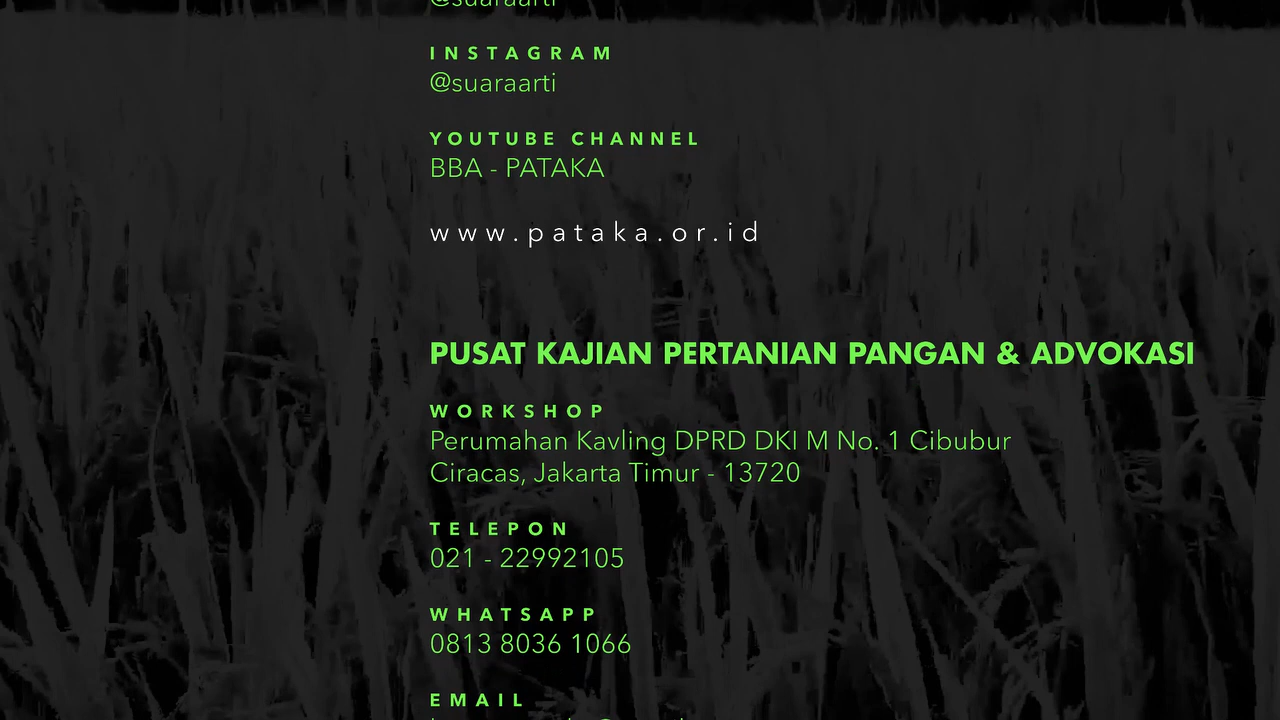 @suaraarti
INSTAGRAM
@suaraarti
YOUTUBE CHANNEL
BBA - PATAKA
www.pataka.or.id
PUSAT KAJIAN PERTANIAN PANGAN & ADVOKASI
WORKSHOP
Perumahan Kavling DPRD DKI M No. 1 Cibubur
Ciracas, Jakarta Timur - 13720
TELEPON
021 - 22992105
WHATSAPP
0813 8036 1066
EMAIL